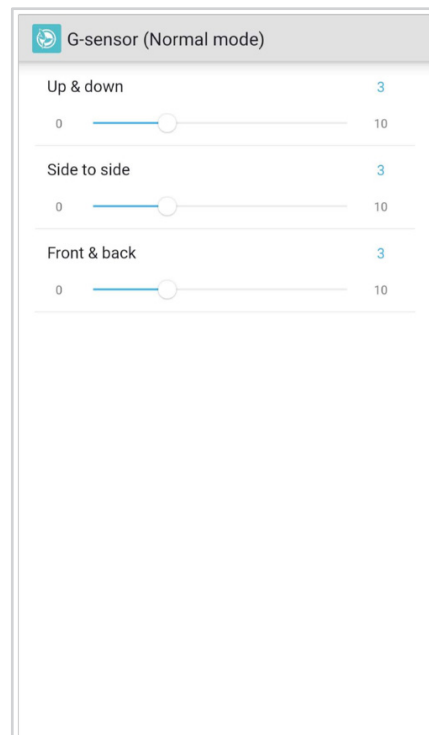 G-sensor (Normal mode)
Up & down 3
0 10
Side to side 3
0 10
Front & back 3
0 10